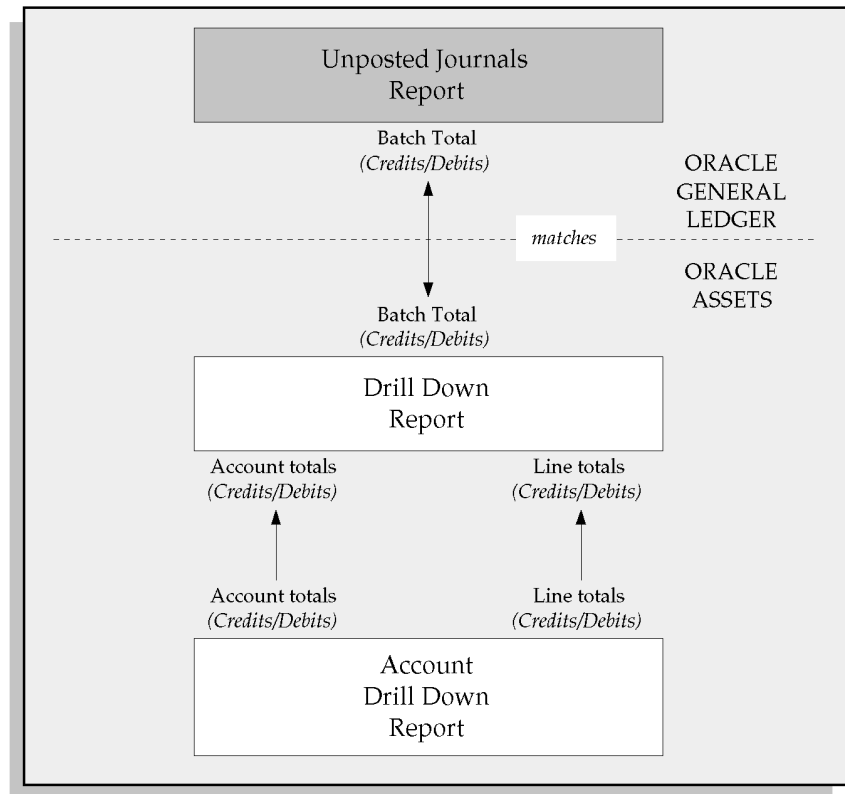 Unposted Journals
Report
Batch Total
(Credits/Debits)
ORACLE
GENERAL
LEDGER
matches
ORACLE
ASSETS
Batch Total
(Credits/Debits)
Drill Down
Report
Account totals
(Credits/Debits)
Line totals
(Credits/Debits)
Account totals
(Credits/Debits)
Line totals
(Credits/Debits)
Account
Drill Down
Report